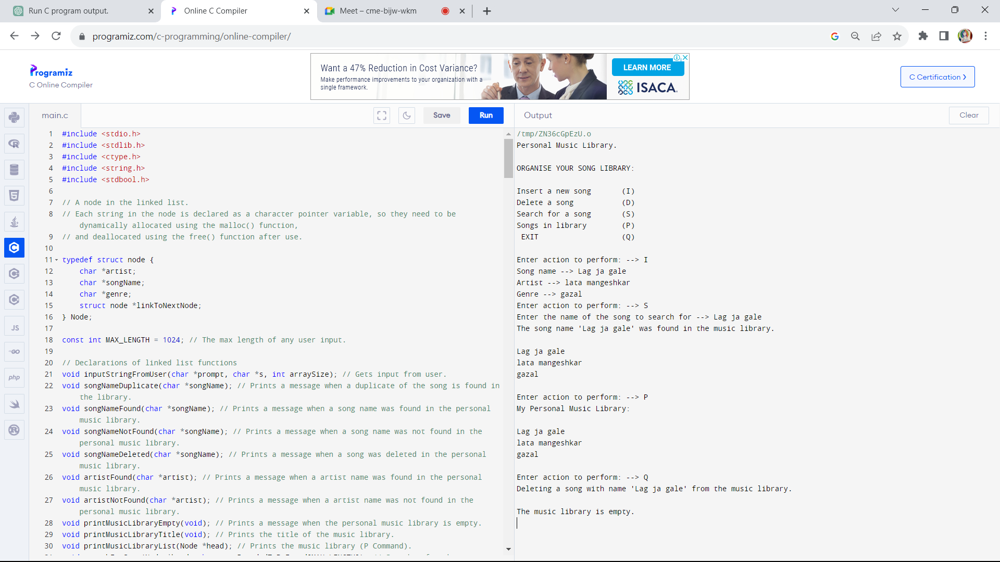 Run C program output.
Online C Compiler
Meet – cme-bijw-wkm
programiz.com/c-programming/online-compiler/
Programiz
C Online Compiler
Want a 47% Reduction in Cost Variance?
Make performance improvements to your organization with a
single framework.
LEARN MORE
ISACA.
C Certification
main.c
Save
Run
Output
Clear
JS
GO
php
1 #include <stdio.h>
2 #include <stdlib.h>
3 #include <ctype.h>
4 #include <string.h>
5 #include <stdbool.h>
6
7 // A node in the linked list.
8 // Each string in the node is declared as a character pointer variable, so they need to be
dynamically allocated using the malloc() function,
9 // and deallocated using the free() function after use.
10
11 typedef struct node {
12 char *artist;
13 char *songName;
14 char *genre;
15 struct node *linkToNextNode;
16 } Node;
17
18 const int MAX_LENGTH = 1024; // The max length of any user input.
19
20 // Declarations of linked list functions
21 void inputStringFromUser(char *prompt, char *s, int arraySize); // Gets input from user.
22 void songNameDuplicate(char *songName); // Prints a message when a duplicate of the song is found in
the library.
23 void songNameFound(char *songName); // Prints a message when a song name was found in the personal
music library.
24 void songNameNotFound(char *songName); // Prints a message when a song name was not found in the
personal music library.
25 void songNameDeleted(char *songName); // Prints a message when a song was deleted in the personal
music library.
26 void artistFound(char *artist); // Prints a message when a artist name was found in the personal
music library.
27 void artistNotFound(char *artist); // Prints a message when a artist name was not found in the
personal music library.
28 void printMusicLibraryEmpty(void); // Prints a message when the personal music library is empty.
29 void printMusicLibraryTitle(void); // Prints the title of the music library.
30 void printMusicLibraryList(Node *head); // Prints the music library (P Command).
/tmp/ZN36cGpEzU.o
Personal Music Library.
ORGANISE YOUR SONG LIBRARY:
Insert a new song (I)
Delete a song (D)
Search for a song (S)
Songs in library (P)
EXIT (Q)
Enter action to perform: --> I
Song name --> Lag ja gale
Artist --> lata mangeshkar
Genre --> gazal
Enter action to perform: --> S
Enter the name of the song to search for --> Lag ja gale
The song name 'Lag ja gale' was found in the music library.
Lag ja gale
lata mangeshkar
gazal
Enter action to perform: --> P
My Personal Music Library:
Lag ja gale
lata mangeshkar
gazal
Enter action to perform: --> Q
Deleting a song with name 'Lag ja gale' from the music library.
The music library is empty.